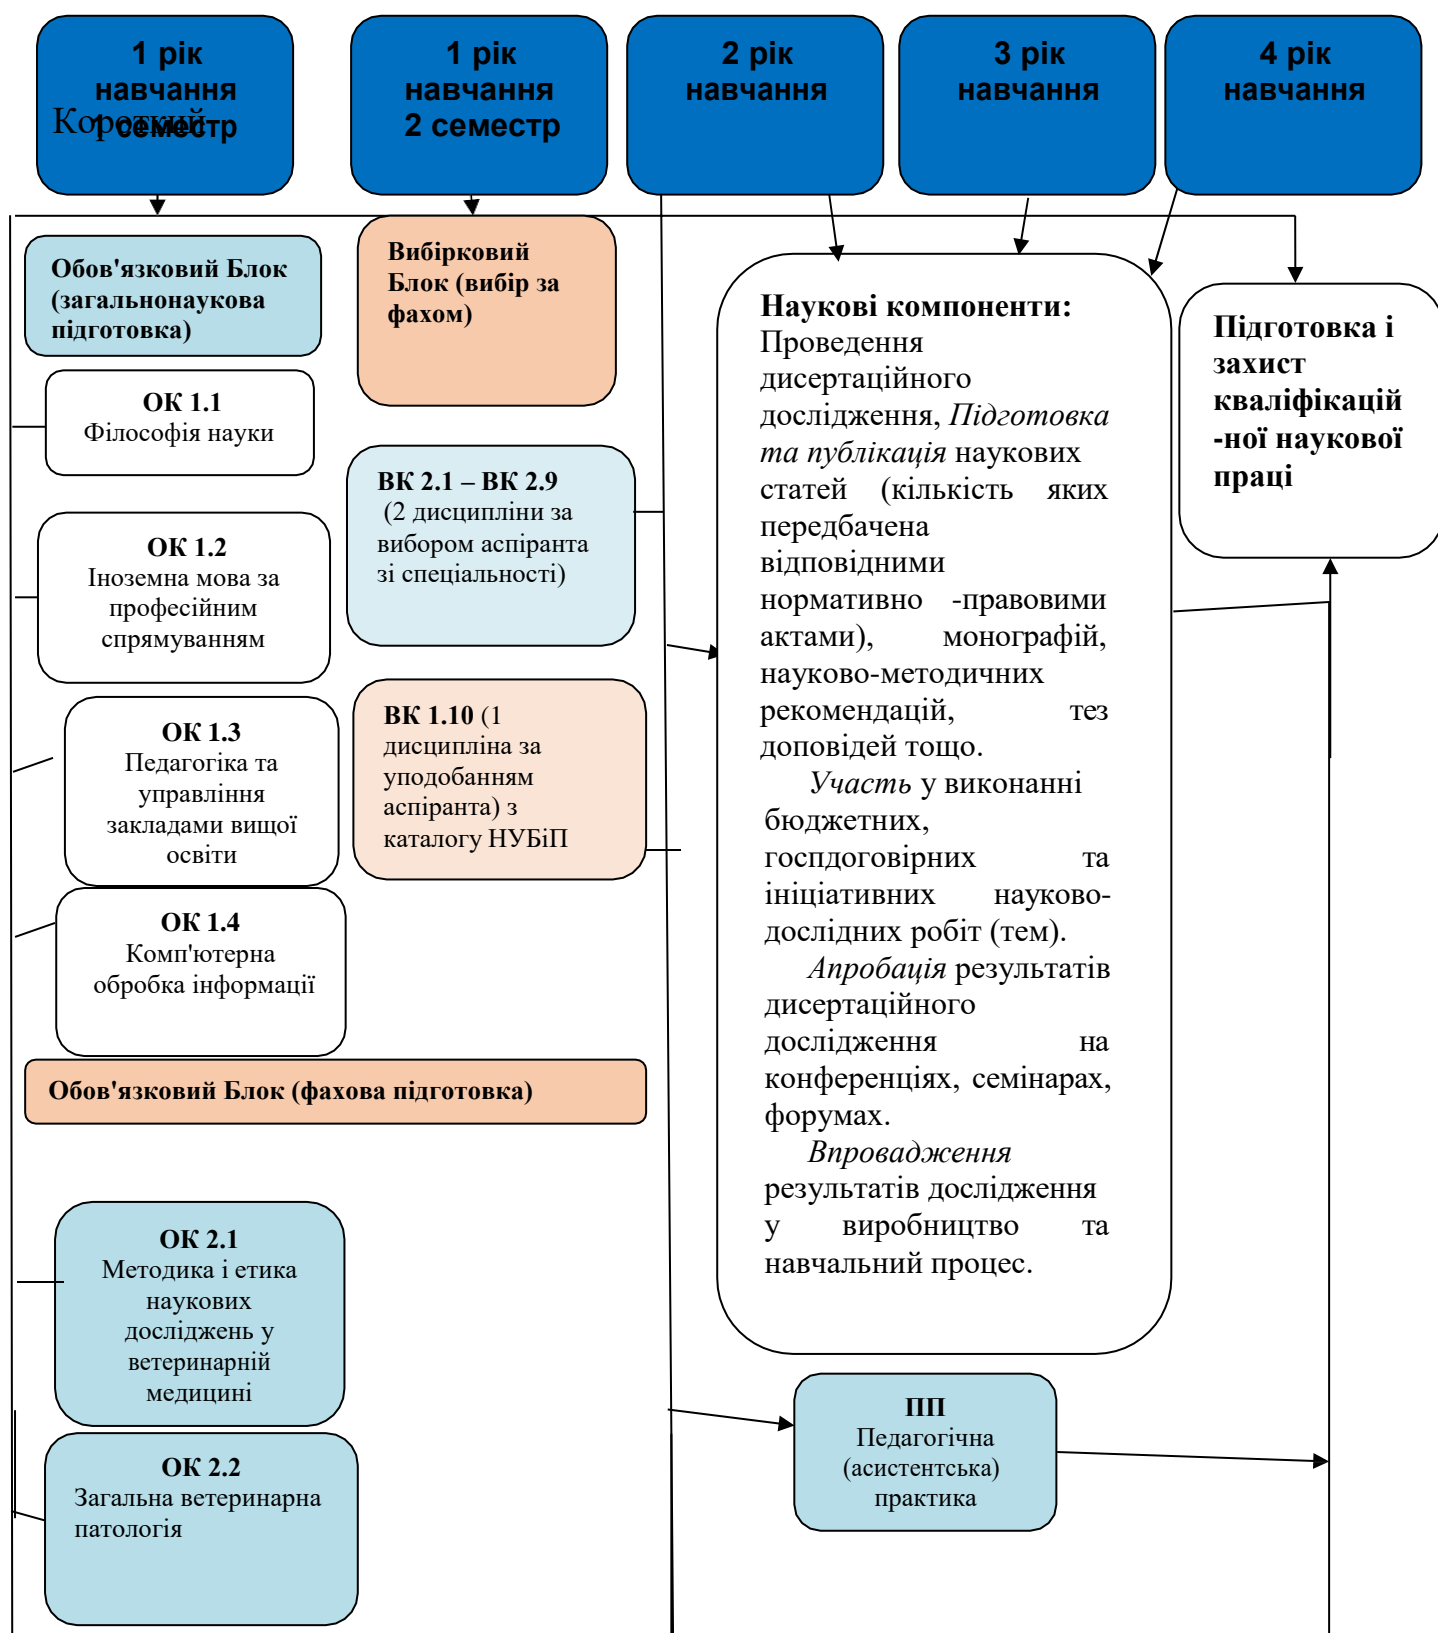 1 рік
навчання
1 семестр
Короткий
1 рік
навчання
2 семестр
2 рік
навчання
3 рік
навчання
4 рік
навчання
Обов'язковий Блок
(загальнонаукова
підготовка)
ОК 1.1
Філософія науки
ОК 1.2
Іноземна мова за
професійним
спрямуванням
ОК 1.3
Педагогіка та
управління
закладами вищої
освіти
ОК 1.4
Комп'ютерна
обробка інформації
Вибірковий
Блок (вибір за
фахом)
ВК 2.1 – ВК 2.9
(2 дисципліни за
вибором аспіранта
зі спеціальності)
ВК 1.10 (1
дисципліна за
уподобанням
аспіранта) з
каталогу НУБіП
Обов'язковий Блок (фахова підготовка)
ОК 2.1
Методика і етика
наукових
досліджень у
ветеринарній
медицині
ОК 2.2
Загальна ветеринарна
патологія
Наукові компоненти:
Проведення
дисертаційного
дослідження, Підготовка
та публікація наукових
статей (кількість яких
передбачена
відповідними
нормативно -правовими
актами), монографій,
науково-методичних
рекомендацій, тез
доповідей тощо.
Участь у виконанні
бюджетних,
госпдоговірних та
ініціативних науково-
дослідних робіт (тем).
Апробація результатів
дисертаційного
дослідження на
конференціях, семінарах,
форумах.
Впровадження
результатів дослідження
у виробництво та
навчальний процес.
ПП
Педагогічна
(асистентська)
практика
Підготовка і
захист
кваліфікацій
-ної наукової
праці